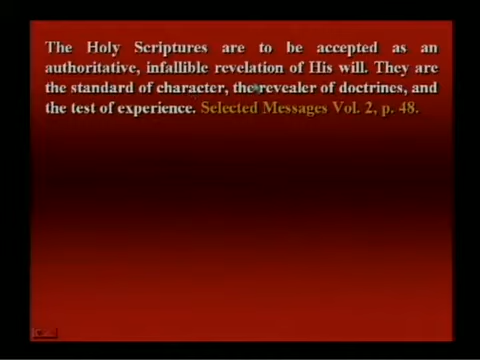 The Holy Scriptures are to be accepted as an
authoritative, infallible revelation of His will. They are
the standard of character, the revealer of doctrines, and
the test of experience. Selected Messages Vol. 2, p. 48.